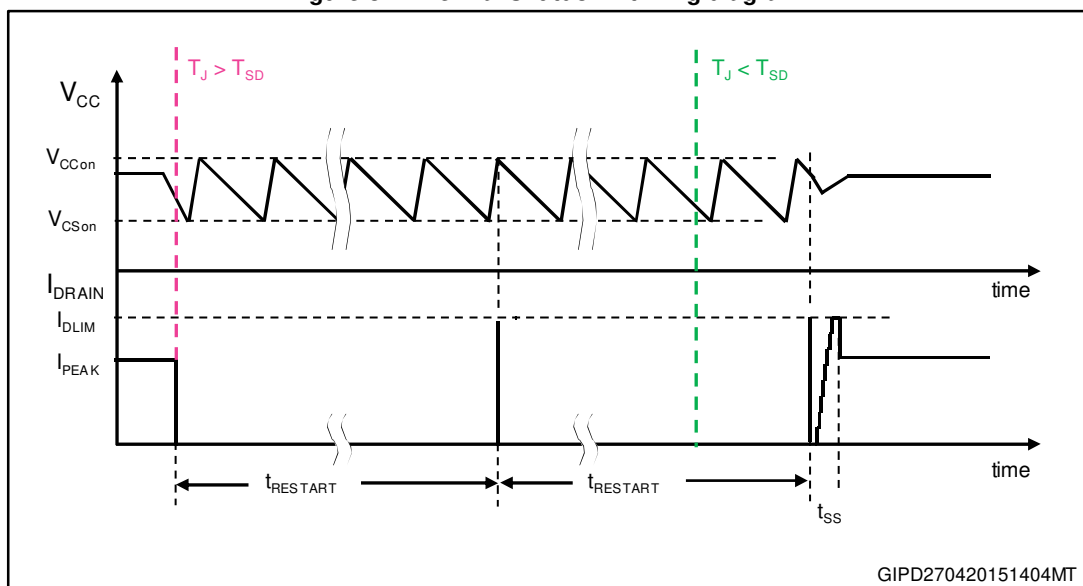 T_J > T_SD
T_J < T_SD
V_CC
V_CCon
V_CSon
time
I_DRAIN
I_DLIM
I_PEAK
time
t_RESTART
t_RESTART
t_SS
GIPD270420151404MT